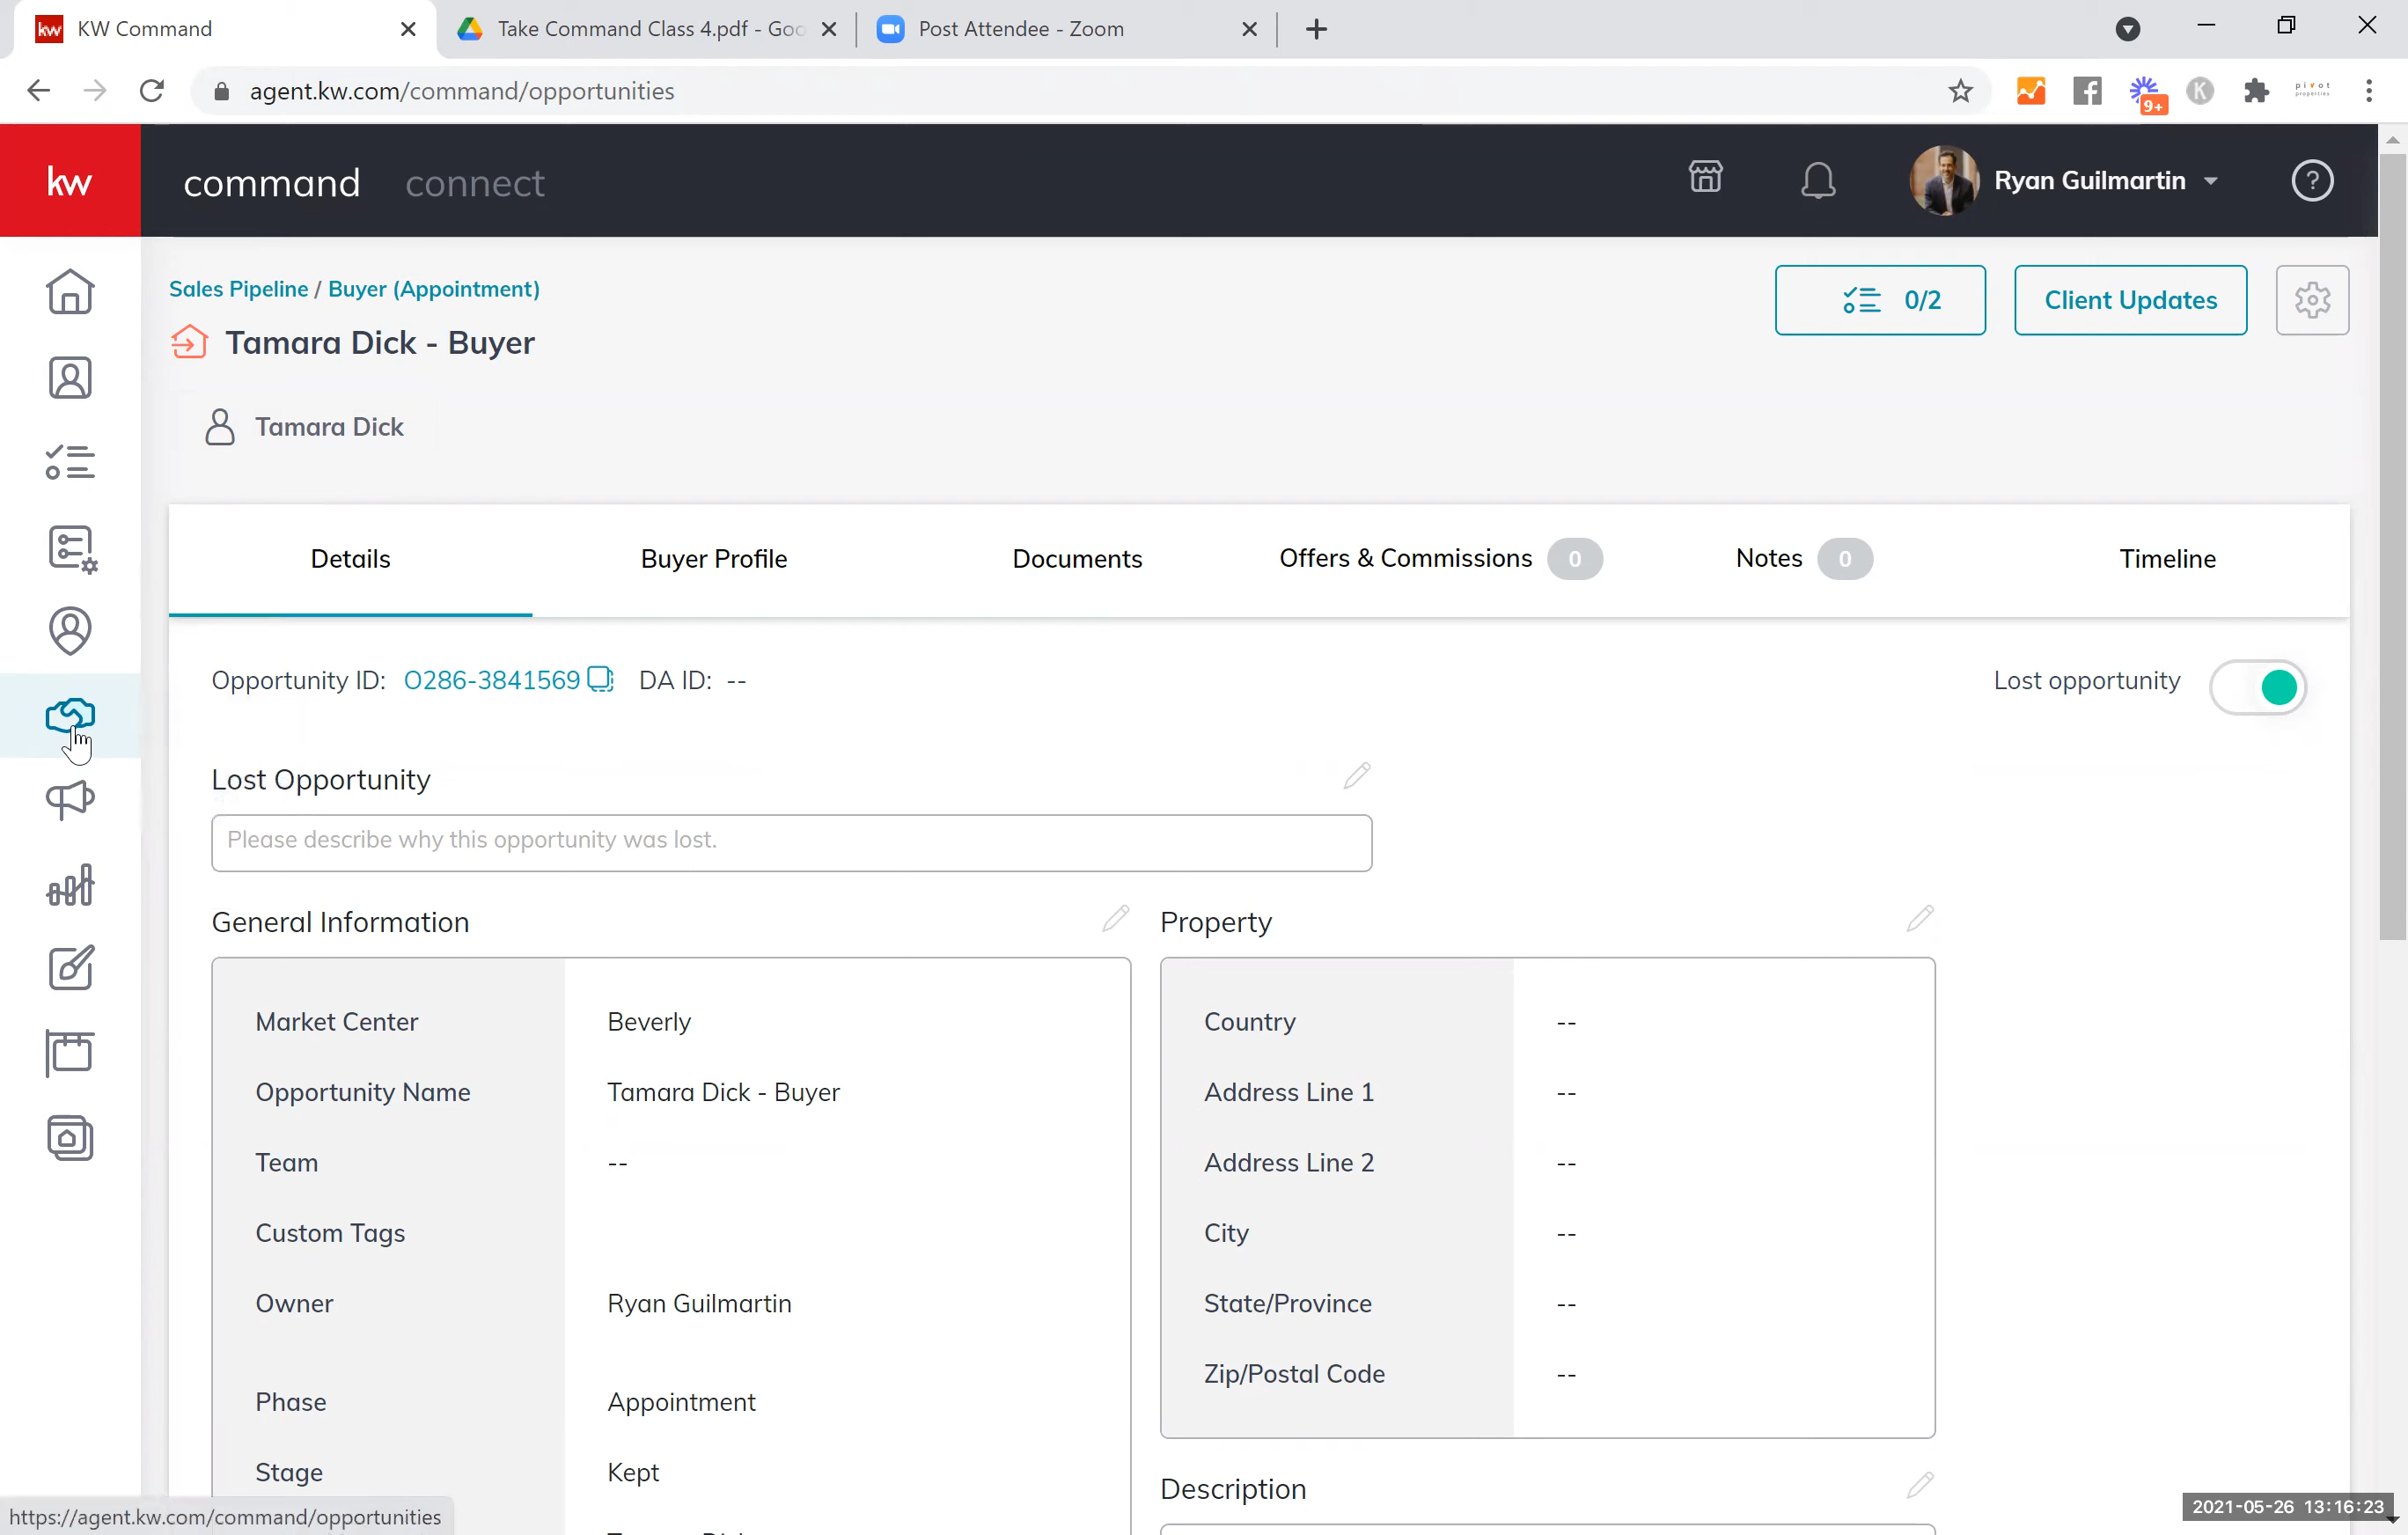 KW Command
Take Command Class 4.pdf - Goo
Post Attendee - Zoom
agent.kw.com/command/opportunities
9+
K
pivot
properties
kw
command connect
Ryan Guilmartin
?
Sales Pipeline / Buyer (Appointment)
0/2
Client Updates
Tamara Dick - Buyer
Tamara Dick
Details
Buyer Profile
Documents
Offers & Commissions 0
Notes 0
Timeline
Opportunity ID: O286-3841569 DA ID: --
Lost opportunity
Lost Opportunity
Please describe why this opportunity was lost.
General Information
Market Center Beverly
Opportunity Name Tamara Dick - Buyer
Team --
Custom Tags
Owner Ryan Guilmartin
Phase Appointment
Stage Kept
Property
Country --
Address Line 1 --
Address Line 2 --
City --
State/Province --
Zip/Postal Code --
Description
https://agent.kw.com/command/opportunities
2021-05-26 13:16:23